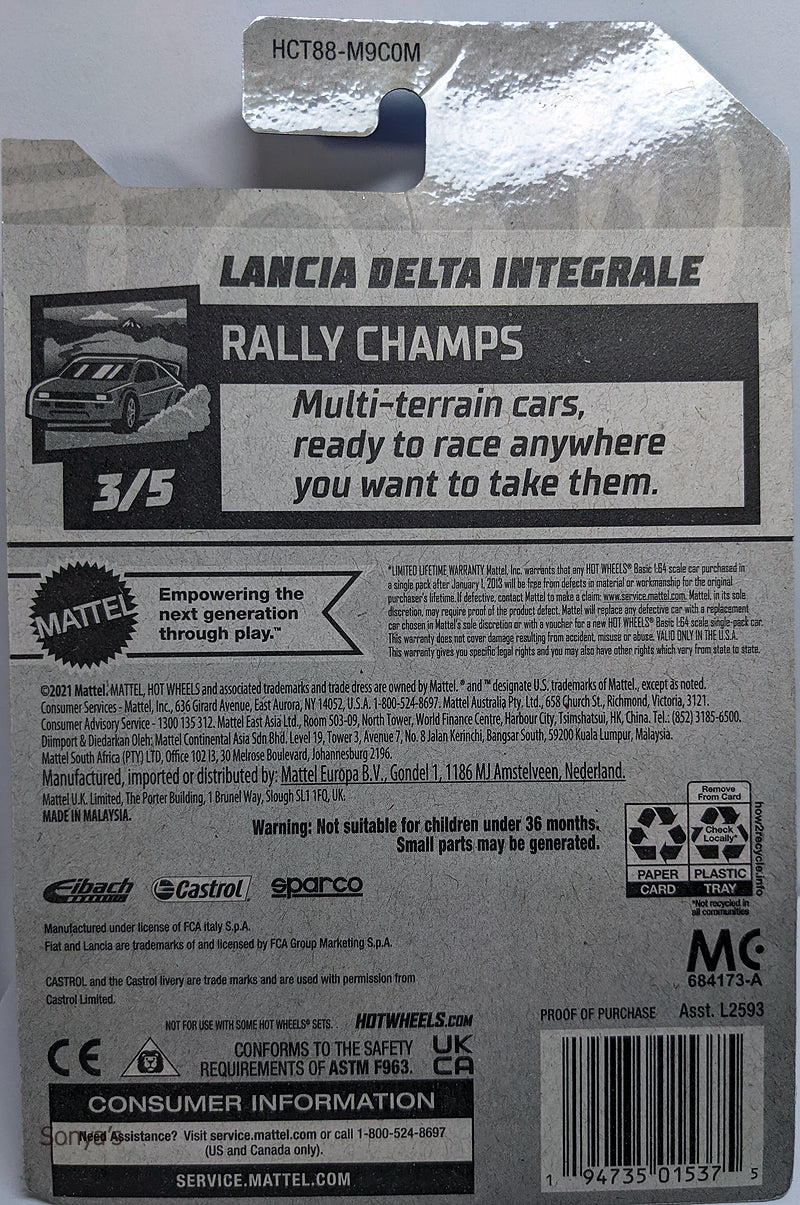 HCT88-M9C0M
LANCIA DELTA INTEGRALE
RALLY CHAMPS
Multi-terrain cars,
ready to race anywhere
you want to take them.
3/5
MATTEL
Empowering the
next generation
through play.™
*LIMITED LIFETIME WARRANTY Mattel, Inc. warrants that any HOT WHEELS® Basic 1:64 scale car purchased in
a single pack after January 1, 2013 will be free from defects in material or workmanship for the original
purchaser's lifetime. If defective, contact Mattel to make a claim: www.service.mattel.com. Mattel, in its sole
discretion, may require proof of the product defect. Mattel will replace any defective car with a replacement
car chosen in Mattel's sole discretion or with a voucher for a new HOT WHEELS® Basic 1:64 scale single-pack car.
This warranty does not cover damage resulting from accident, misuse or abuse. VALID ONLY IN THE U.S.A.
This warranty gives you specific legal rights and you may also have other rights which vary from state to state.
©2021 Mattel. MATTEL, HOT WHEELS and associated trademarks and trade dress are owned by Mattel. ® and ™ designate U.S. trademarks of Mattel., except as noted.
Consumer Services - Mattel, Inc., 636 Girard Avenue, East Aurora, NY 14052, U.S.A. 1-800-524-8697. Mattel Australia Pty. Ltd., 658 Church St., Richmond, Victoria, 3121.
Consumer Advisory Service - 1300 135 312. Mattel East Asia Ltd., Room 503-09, North Tower, World Finance Centre, Harbour City, Tsimshatsui, HK, China. Tel.: (852) 3185-6500.
Diimport & Diedarkan Oleh: Mattel Continental Asia Sdn.Bhd. Level 19, Tower 3, Avenue 7, No. 8 Jalan Kerinchi, Bangsar South, 59200 Kuala Lumpur, Malaysia.
Mattel South Africa (PTY) LTD, Office 102 I3, 30 Melrose Boulevard, Johannesburg 2196.
Manufactured, imported or distributed by: Mattel Europa B.V., Gondel 1, 1186 MJ Amstelveen, Nederland.
Mattel U.K. Limited, The Porter Building, 1 Brunel Way, Slough SL1 1FQ, UK.
MADE IN MALAYSIA.
Warning: Not suitable for children under 36 months.
Small parts may be generated.
Remove
From Card
Check
Locally*
how2recycle.info
PAPER PLASTIC
CARD TRAY
*Not recycled in
all communities
Eibach Castrol sparco
Manufactured under license of FCA Italy S.p.A.
Fiat and Lancia are trademarks of and licensed by FCA Group Marketing S.p.A.
CASTROL and the Castrol livery are trade marks and are used with permission from
Castrol Limited.
MC
684173-A
PROOF OF PURCHASE Asst. L2593
NOT FOR USE WITH SOME HOT WHEELS® SETS. HOTWHEELS.COM
CE
CONFORMS TO THE SAFETY
REQUIREMENTS OF ASTM F963.
UK
CA
CONSUMER INFORMATION
Sonya's
Need Assistance? Visit service.mattel.com or call 1-800-524-8697
(US and Canada only).
SERVICE.MATTEL.COM
1 94735 01537 5